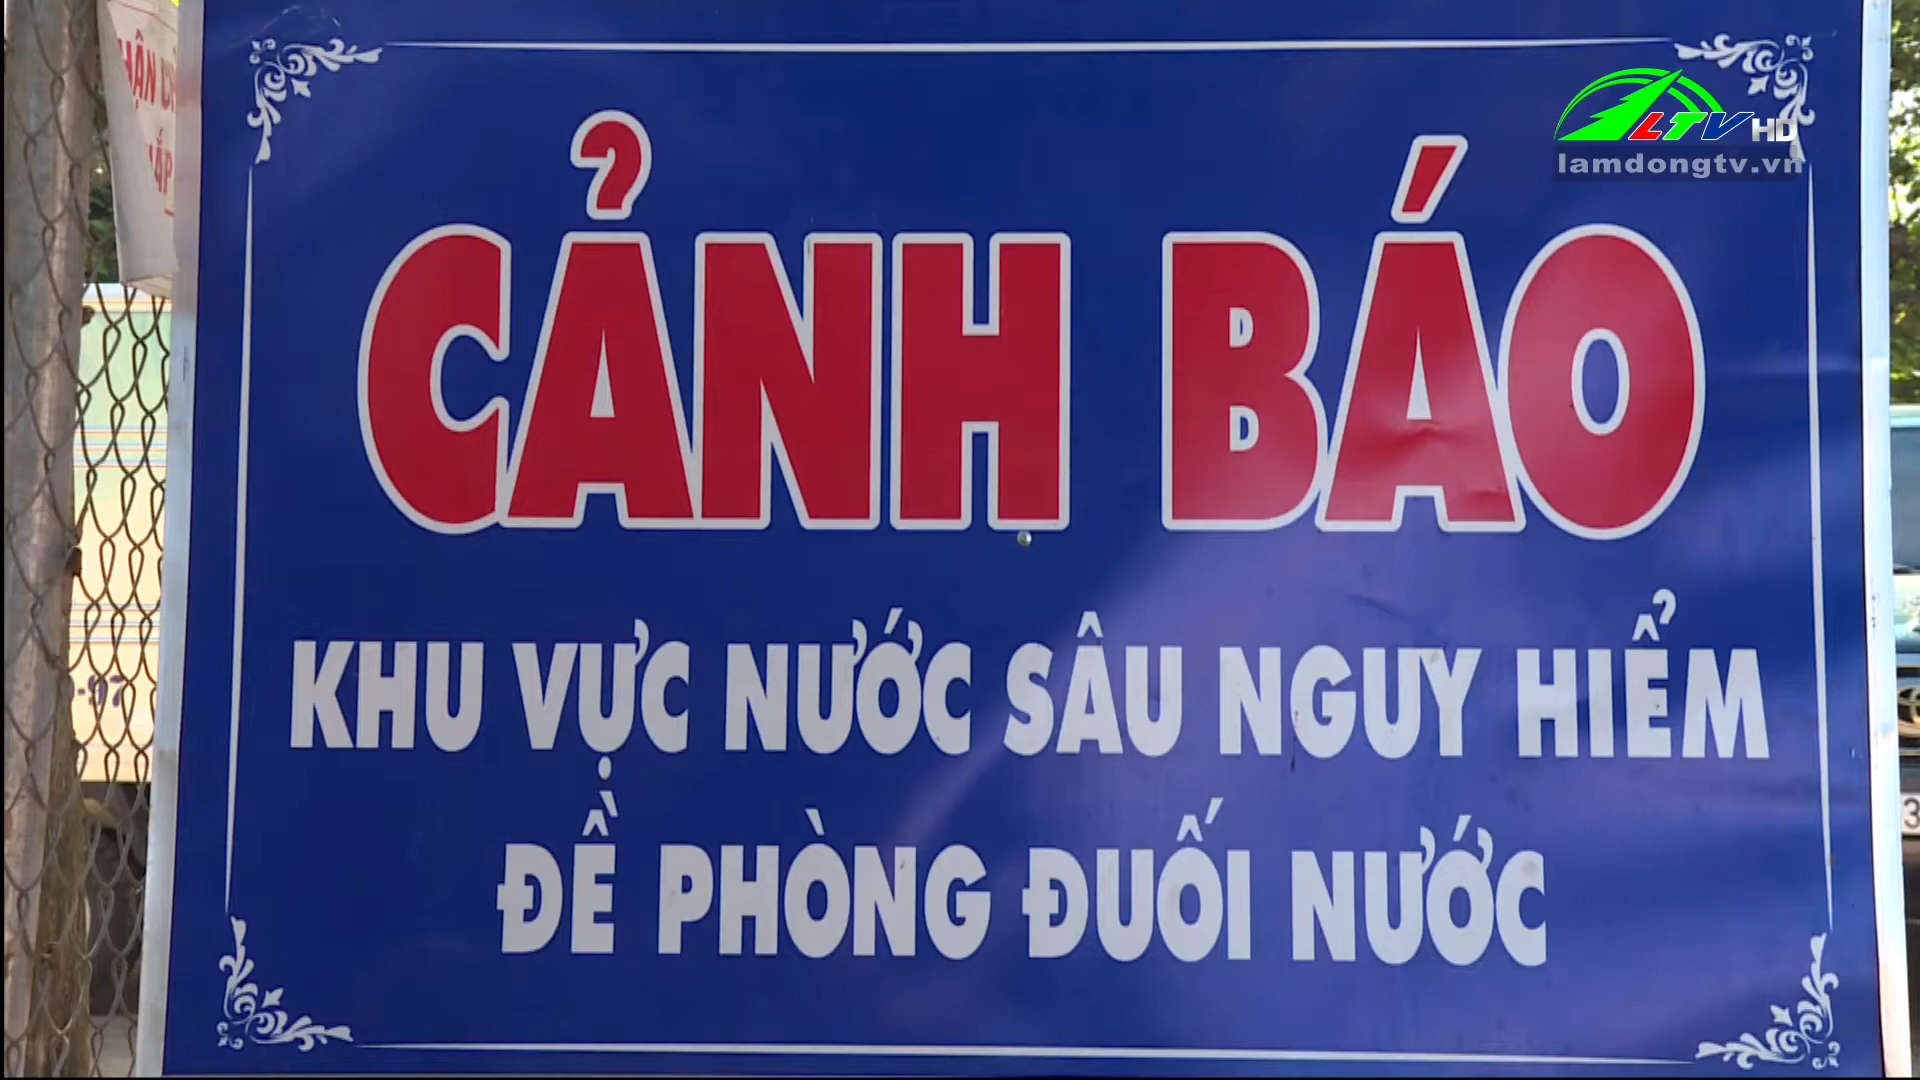 LTV HD
lamdongtv.vn
CẢNH BÁO
KHU VỰC NƯỚC SÂU NGUY HIỂM
ĐỀ PHÒNG ĐUỐI NƯỚC